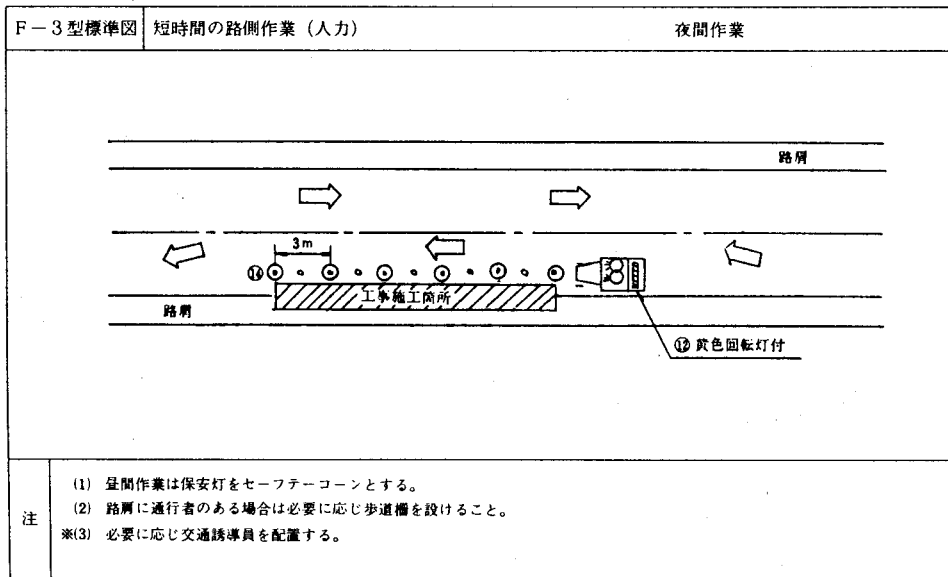 F－3型標準図 短時間の路側作業（人力） 夜間作業
路肩
3m
⑭
工事施工箇所
路肩
⑫ 黄色回転灯付
注
(1) 昼間作業は保安灯をセーフテーコーンとする。
(2) 路肩に通行者のある場合は必要に応じ歩道柵を設けること。
※(3) 必要に応じ交通誘導員を配置する。